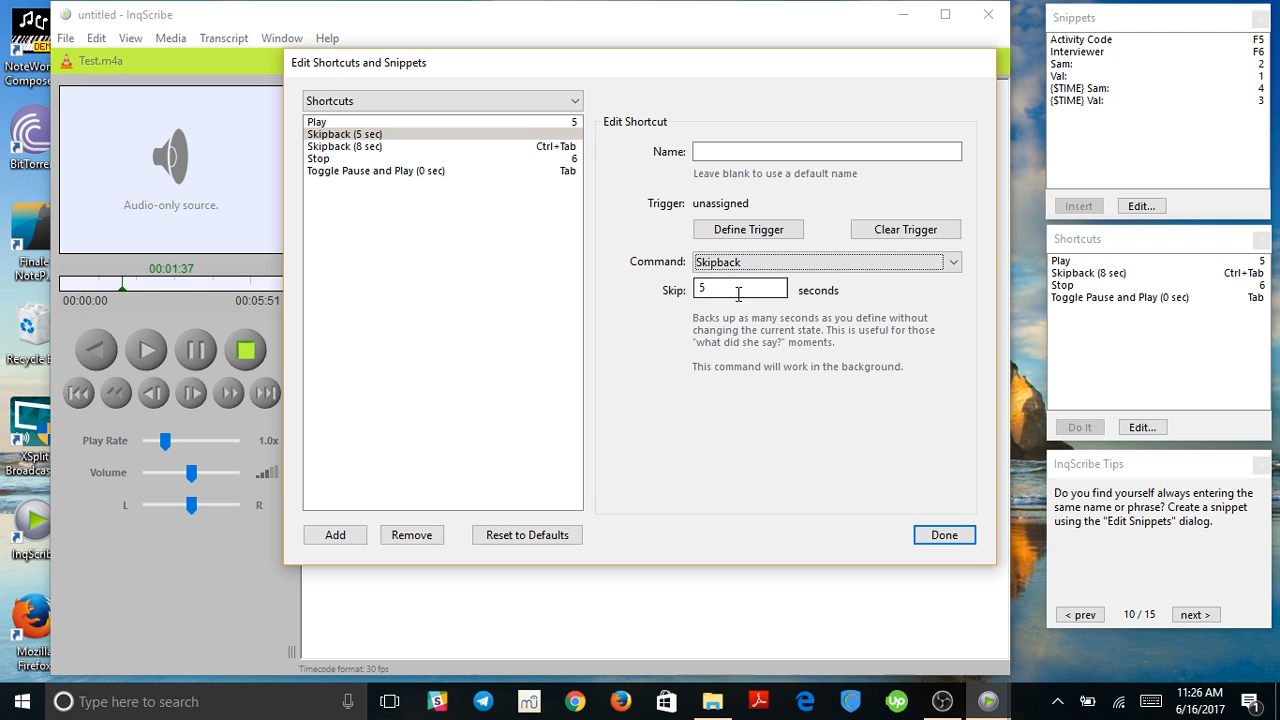 NoteWor
Compose
BitTorre
Finale
NoteP...
Recycle B
XSplit
Broadcas
InqScrib
Mozilla
Firefox
untitled - InqScribe
File Edit View Media Transcript Window Help
Test.m4a
Audio-only source.
00:01:37
00:00:00 00:05:51
Play Rate 1.0x
Volume
L R
Timecode format: 30 fps
Edit Shortcuts and Snippets
Shortcuts
Play 5
Skipback (5 sec)
Skipback (8 sec) Ctrl+Tab
Stop 6
Toggle Pause and Play (0 sec) Tab
Add Remove Reset to Defaults
Edit Shortcut
Name:
Leave blank to use a default name
Trigger: unassigned
Define Trigger Clear Trigger
Command: Skipback
Skip: 5 seconds
Backs up as many seconds as you define without
changing the current state. This is useful for those
"what did she say?" moments.
This command will work in the background.
Done
Snippets
Activity Code F5
Interviewer F6
Sam: 2
Val: 1
{$TIME} Sam: 4
{$TIME} Val: 3
Insert Edit...
Shortcuts
Play 5
Skipback (8 sec) Ctrl+Tab
Stop 6
Toggle Pause and Play (0 sec) Tab
Do It Edit...
InqScribe Tips
Do you find yourself always entering the
same name or phrase? Create a snippet
using the "Edit Snippets" dialog.
< prev 10 / 15 next >
Type here to search
11:26 AM
6/16/2017